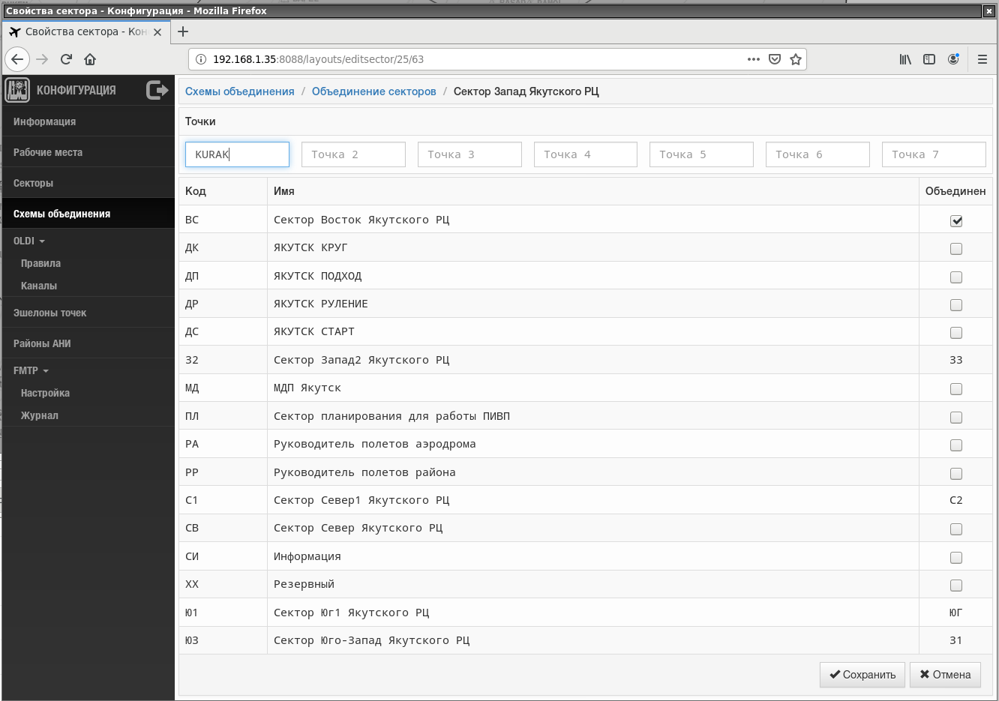 Свойства сектора - Конфигурация - Mozilla Firefox
Свойства сектора - Кон
192.168.1.35:8088/layouts/editsector/25/63
КОНФИГУРАЦИЯ
Информация
Рабочие места
Секторы
Схемы объединения
OLDI
Правила
Каналы
Эшелоны точек
Районы АНИ
FMTP
Настройка
Журнал
Схемы объединения / Объединение секторов / Сектор Запад Якутского РЦ
Точки
KURAK Точка 2 Точка 3 Точка 4 Точка 5 Точка 6 Точка 7
Код Имя Объединен
ВС Сектор Восток Якутского РЦ
ДК ЯКУТСК КРУГ
ДП ЯКУТСК ПОДХОД
ДР ЯКУТСК РУЛЕНИЕ
ДС ЯКУТСК СТАРТ
З2 Сектор Запад2 Якутского РЦ З3
МД МДП Якутск
ПЛ Сектор планирования для работы ПИВП
РА Руководитель полетов аэродрома
РР Руководитель полетов района
С1 Сектор Север1 Якутского РЦ С2
СВ Сектор Север Якутского РЦ
СИ Информация
ХХ Резервный
Ю1 Сектор Юг1 Якутского РЦ ЮГ
ЮЗ Сектор Юго-Запад Якутского РЦ З1
Сохранить Отмена